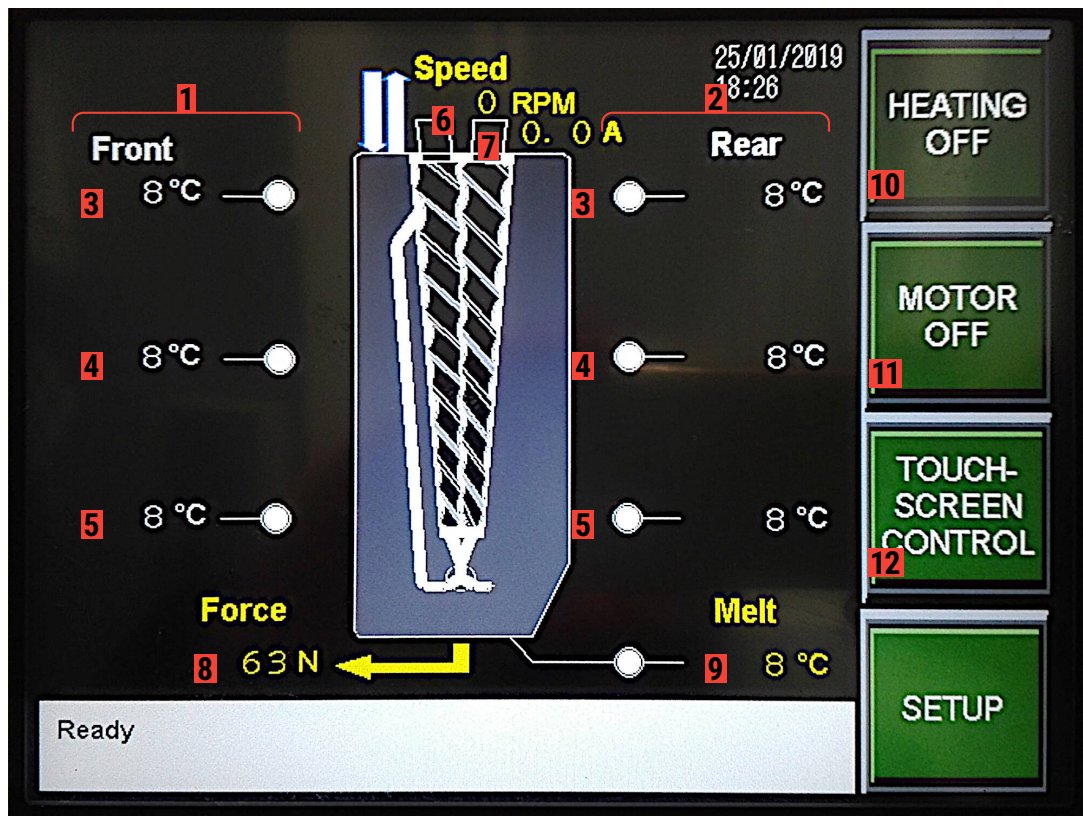 Speed
0 RPM
0. 0 A
25/01/2019
18:26
1
2
6
7
Front
Rear
3
8 °C
3
8 °C
4
8 °C
4
8 °C
5
8 °C
5
8 °C
Force
8
63 N
Melt
9
8 °C
Ready
HEATING
OFF
10
MOTOR
OFF
11
TOUCH-
SCREEN
CONTROL
12
SETUP